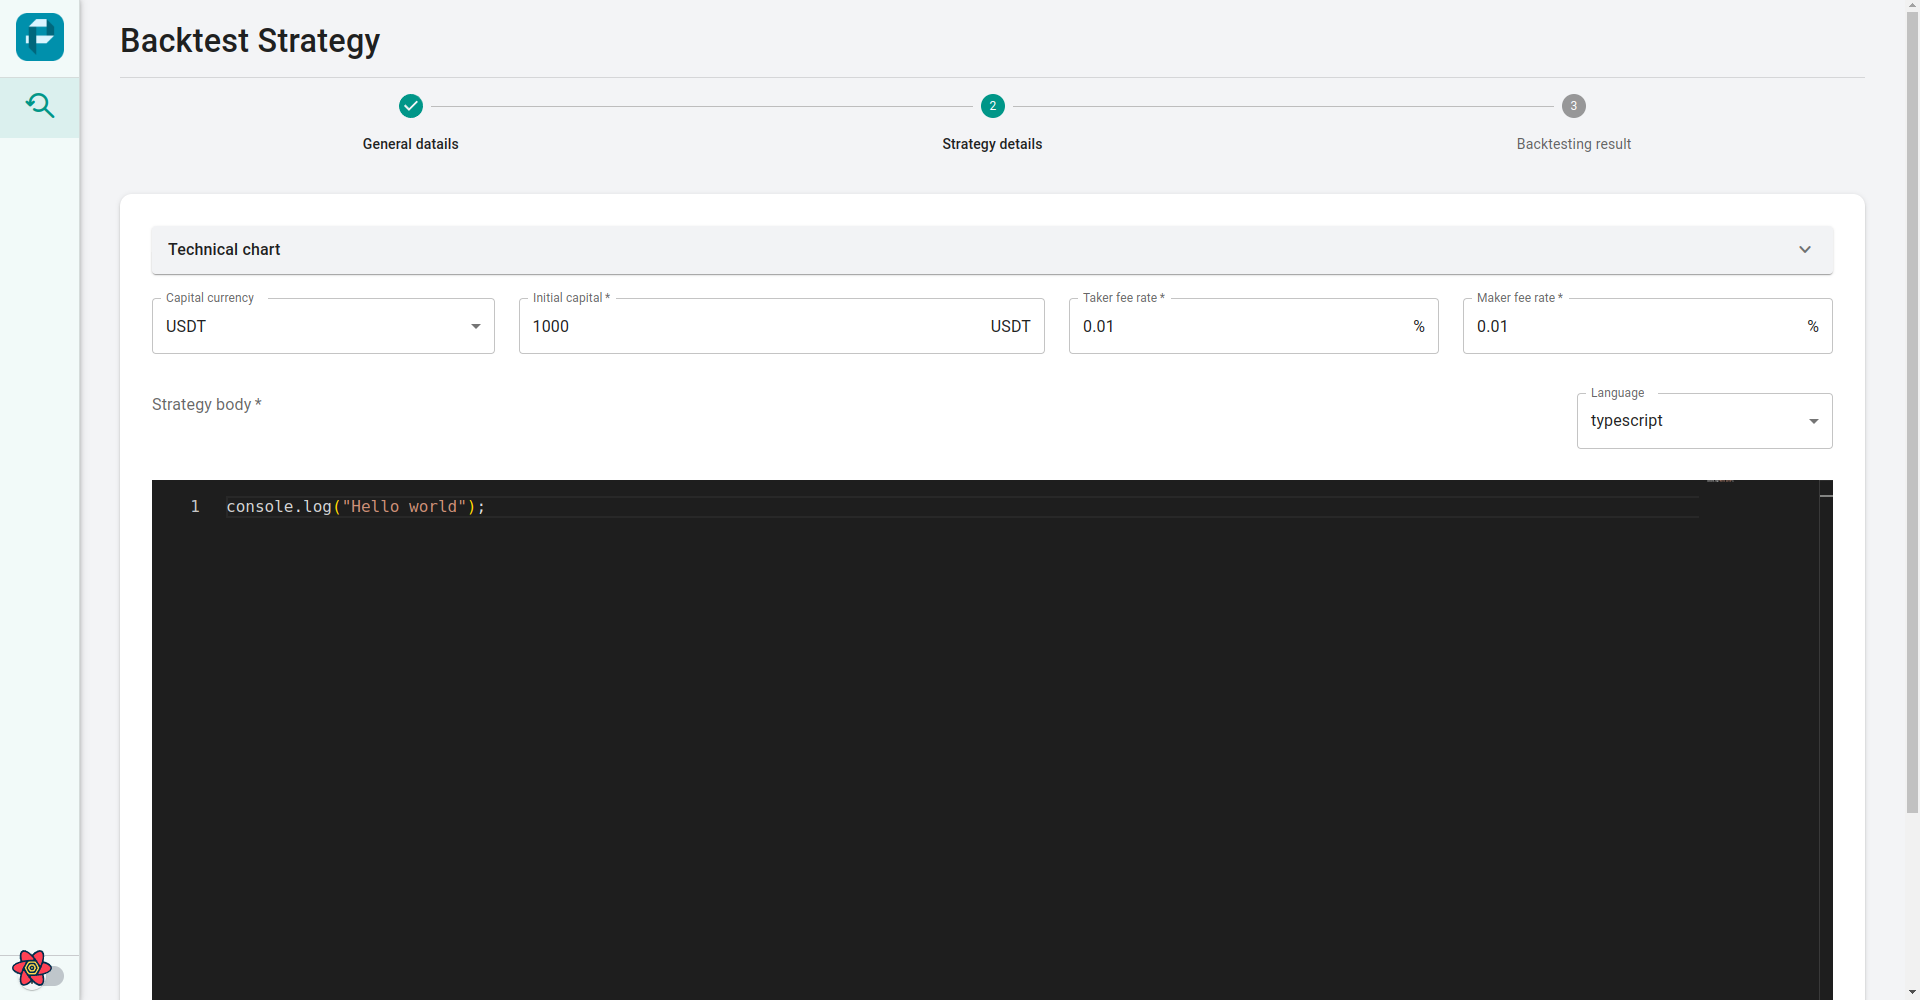 Backtest Strategy
2
3
General datails
Strategy details
Backtesting result
Technical chart
Capital currency
Initial capital *
Taker fee rate *
Maker fee rate *
USDT
1000
USDT
0.01
%
0.01
%
Strategy body *
Language
typescript
1
console.log("Hello world");